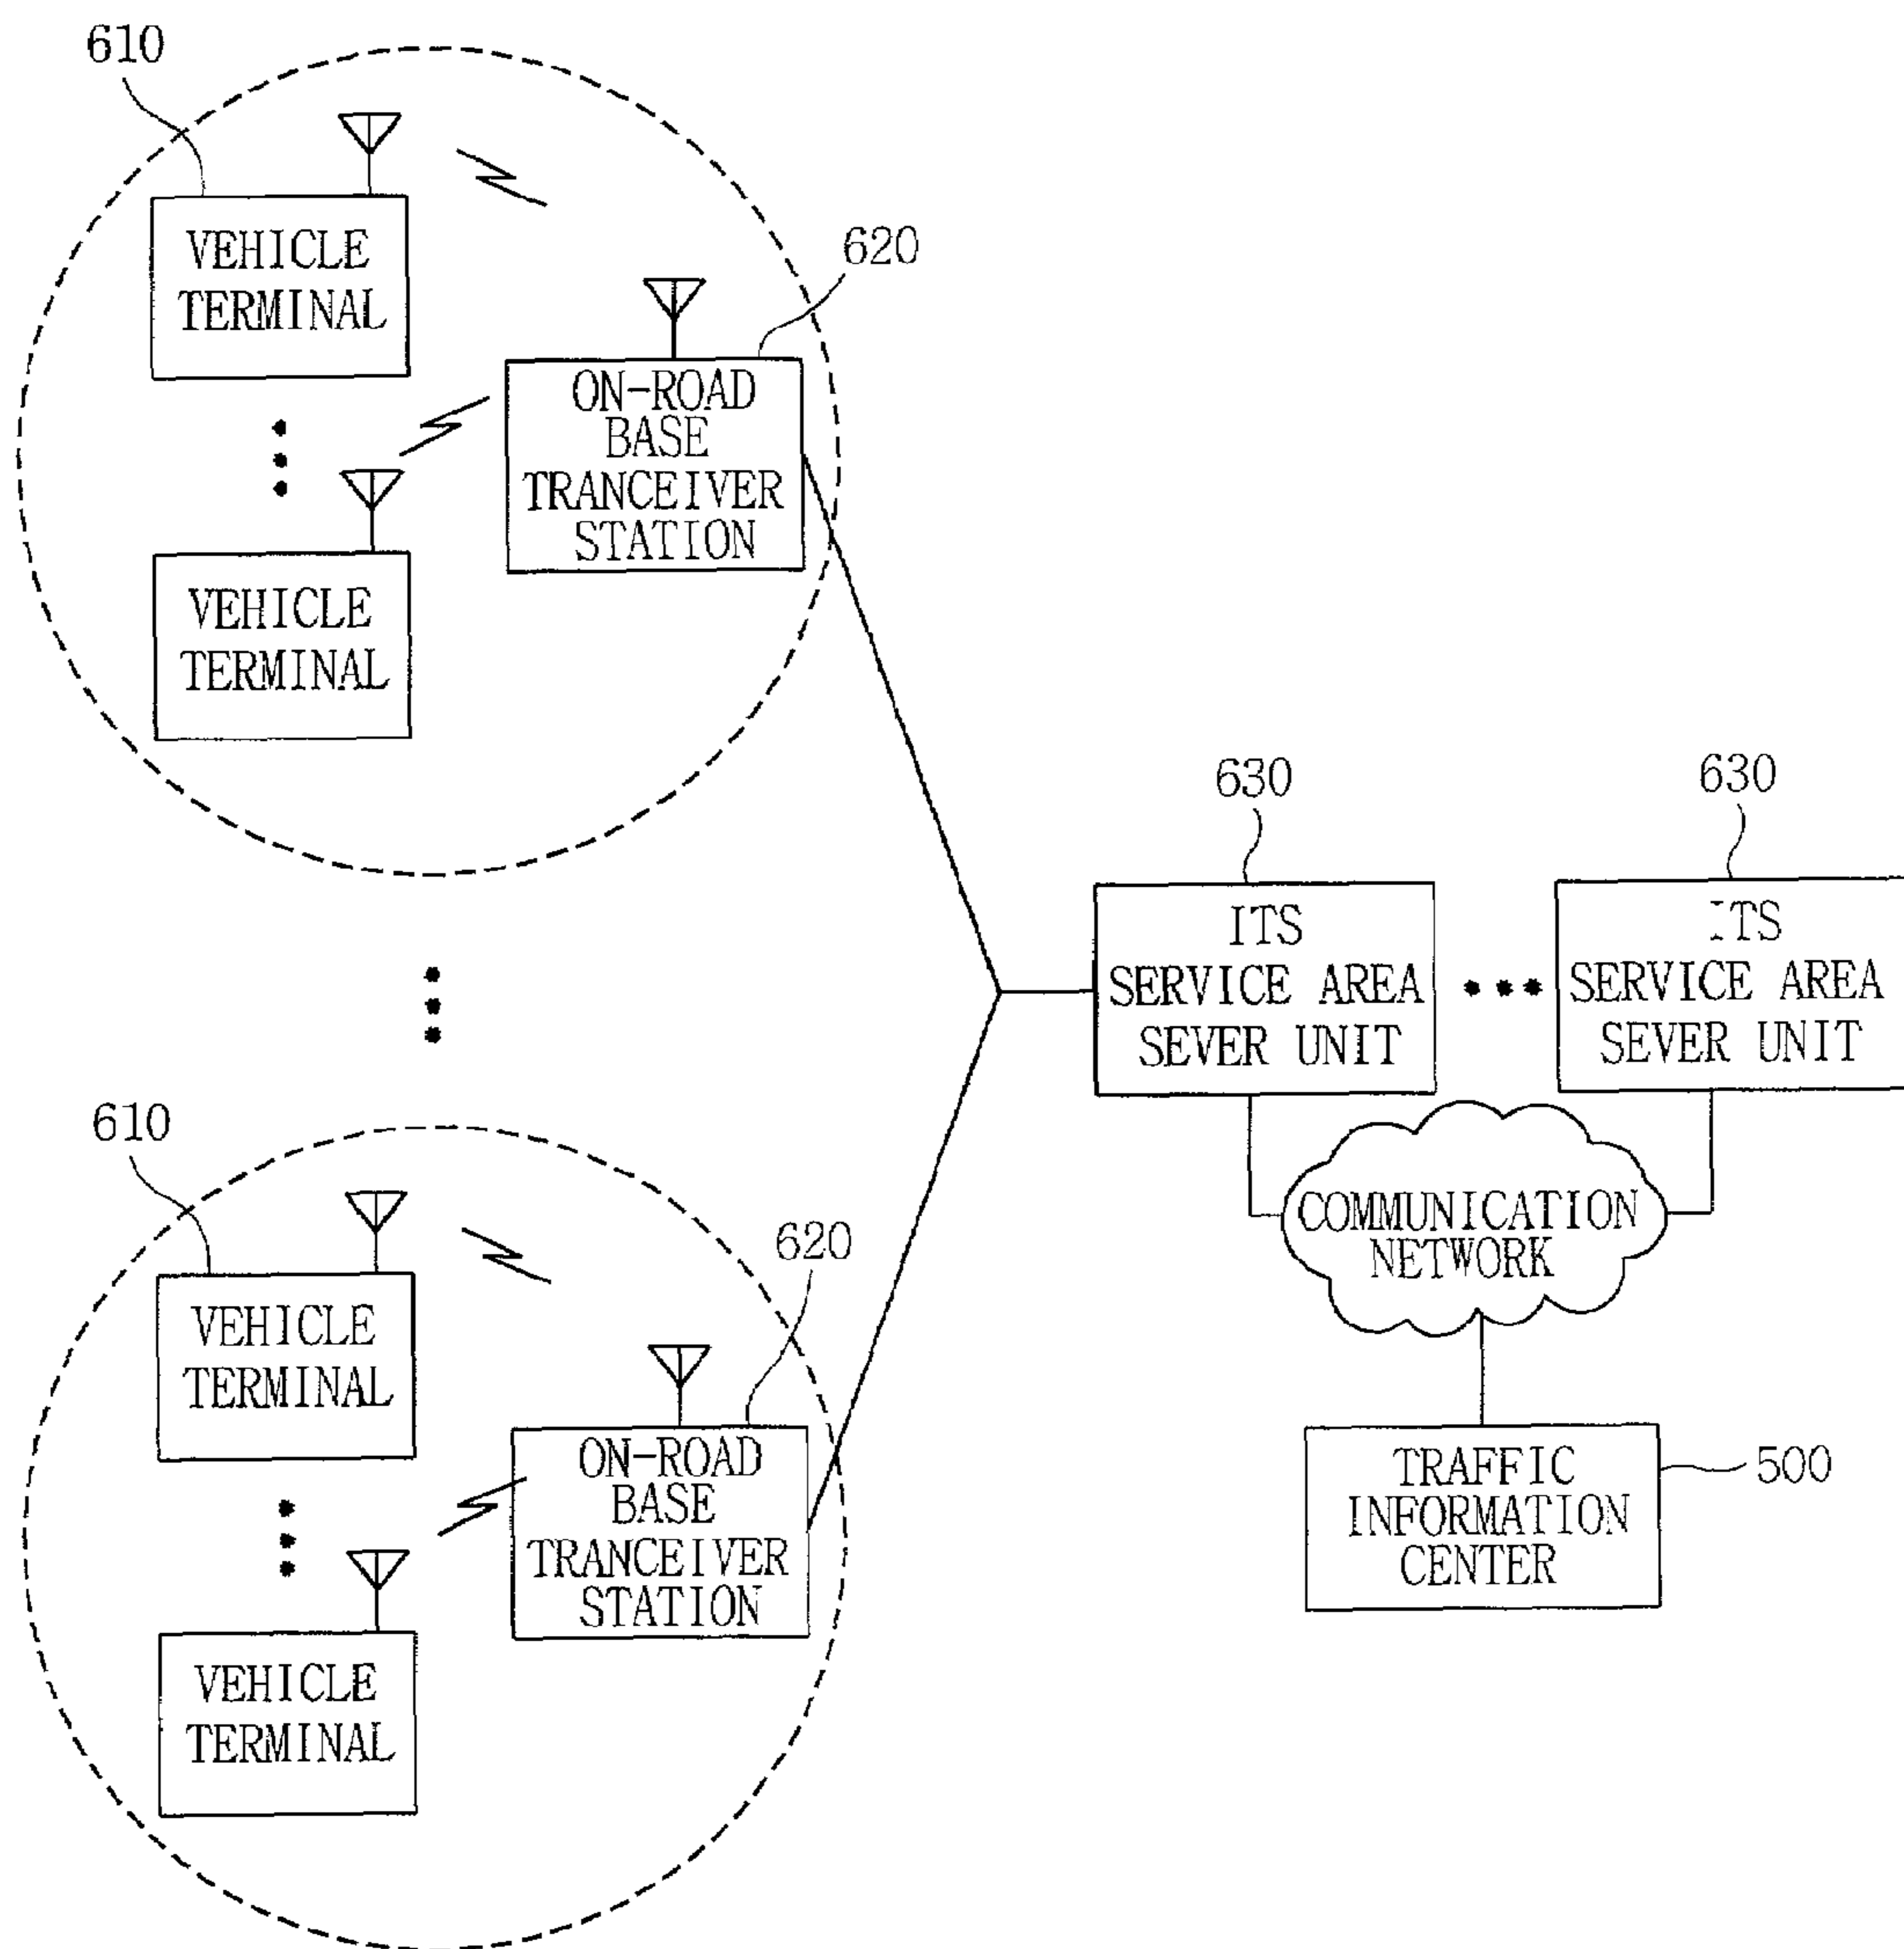 610
VEHICLE
TERMINAL
620
ON-ROAD
BASE
TRANCEIVER
STATION
VEHICLE
TERMINAL
630
ITS
SERVICE AREA
SEVER UNIT
630
ITS
SERVICE AREA
SEVER UNIT
COMMUNICATION
NETWORK
610
VEHICLE
TERMINAL
620
ON-ROAD
BASE
TRANCEIVER
STATION
VEHICLE
TERMINAL
TRAFFIC
INFORMATION
CENTER
500